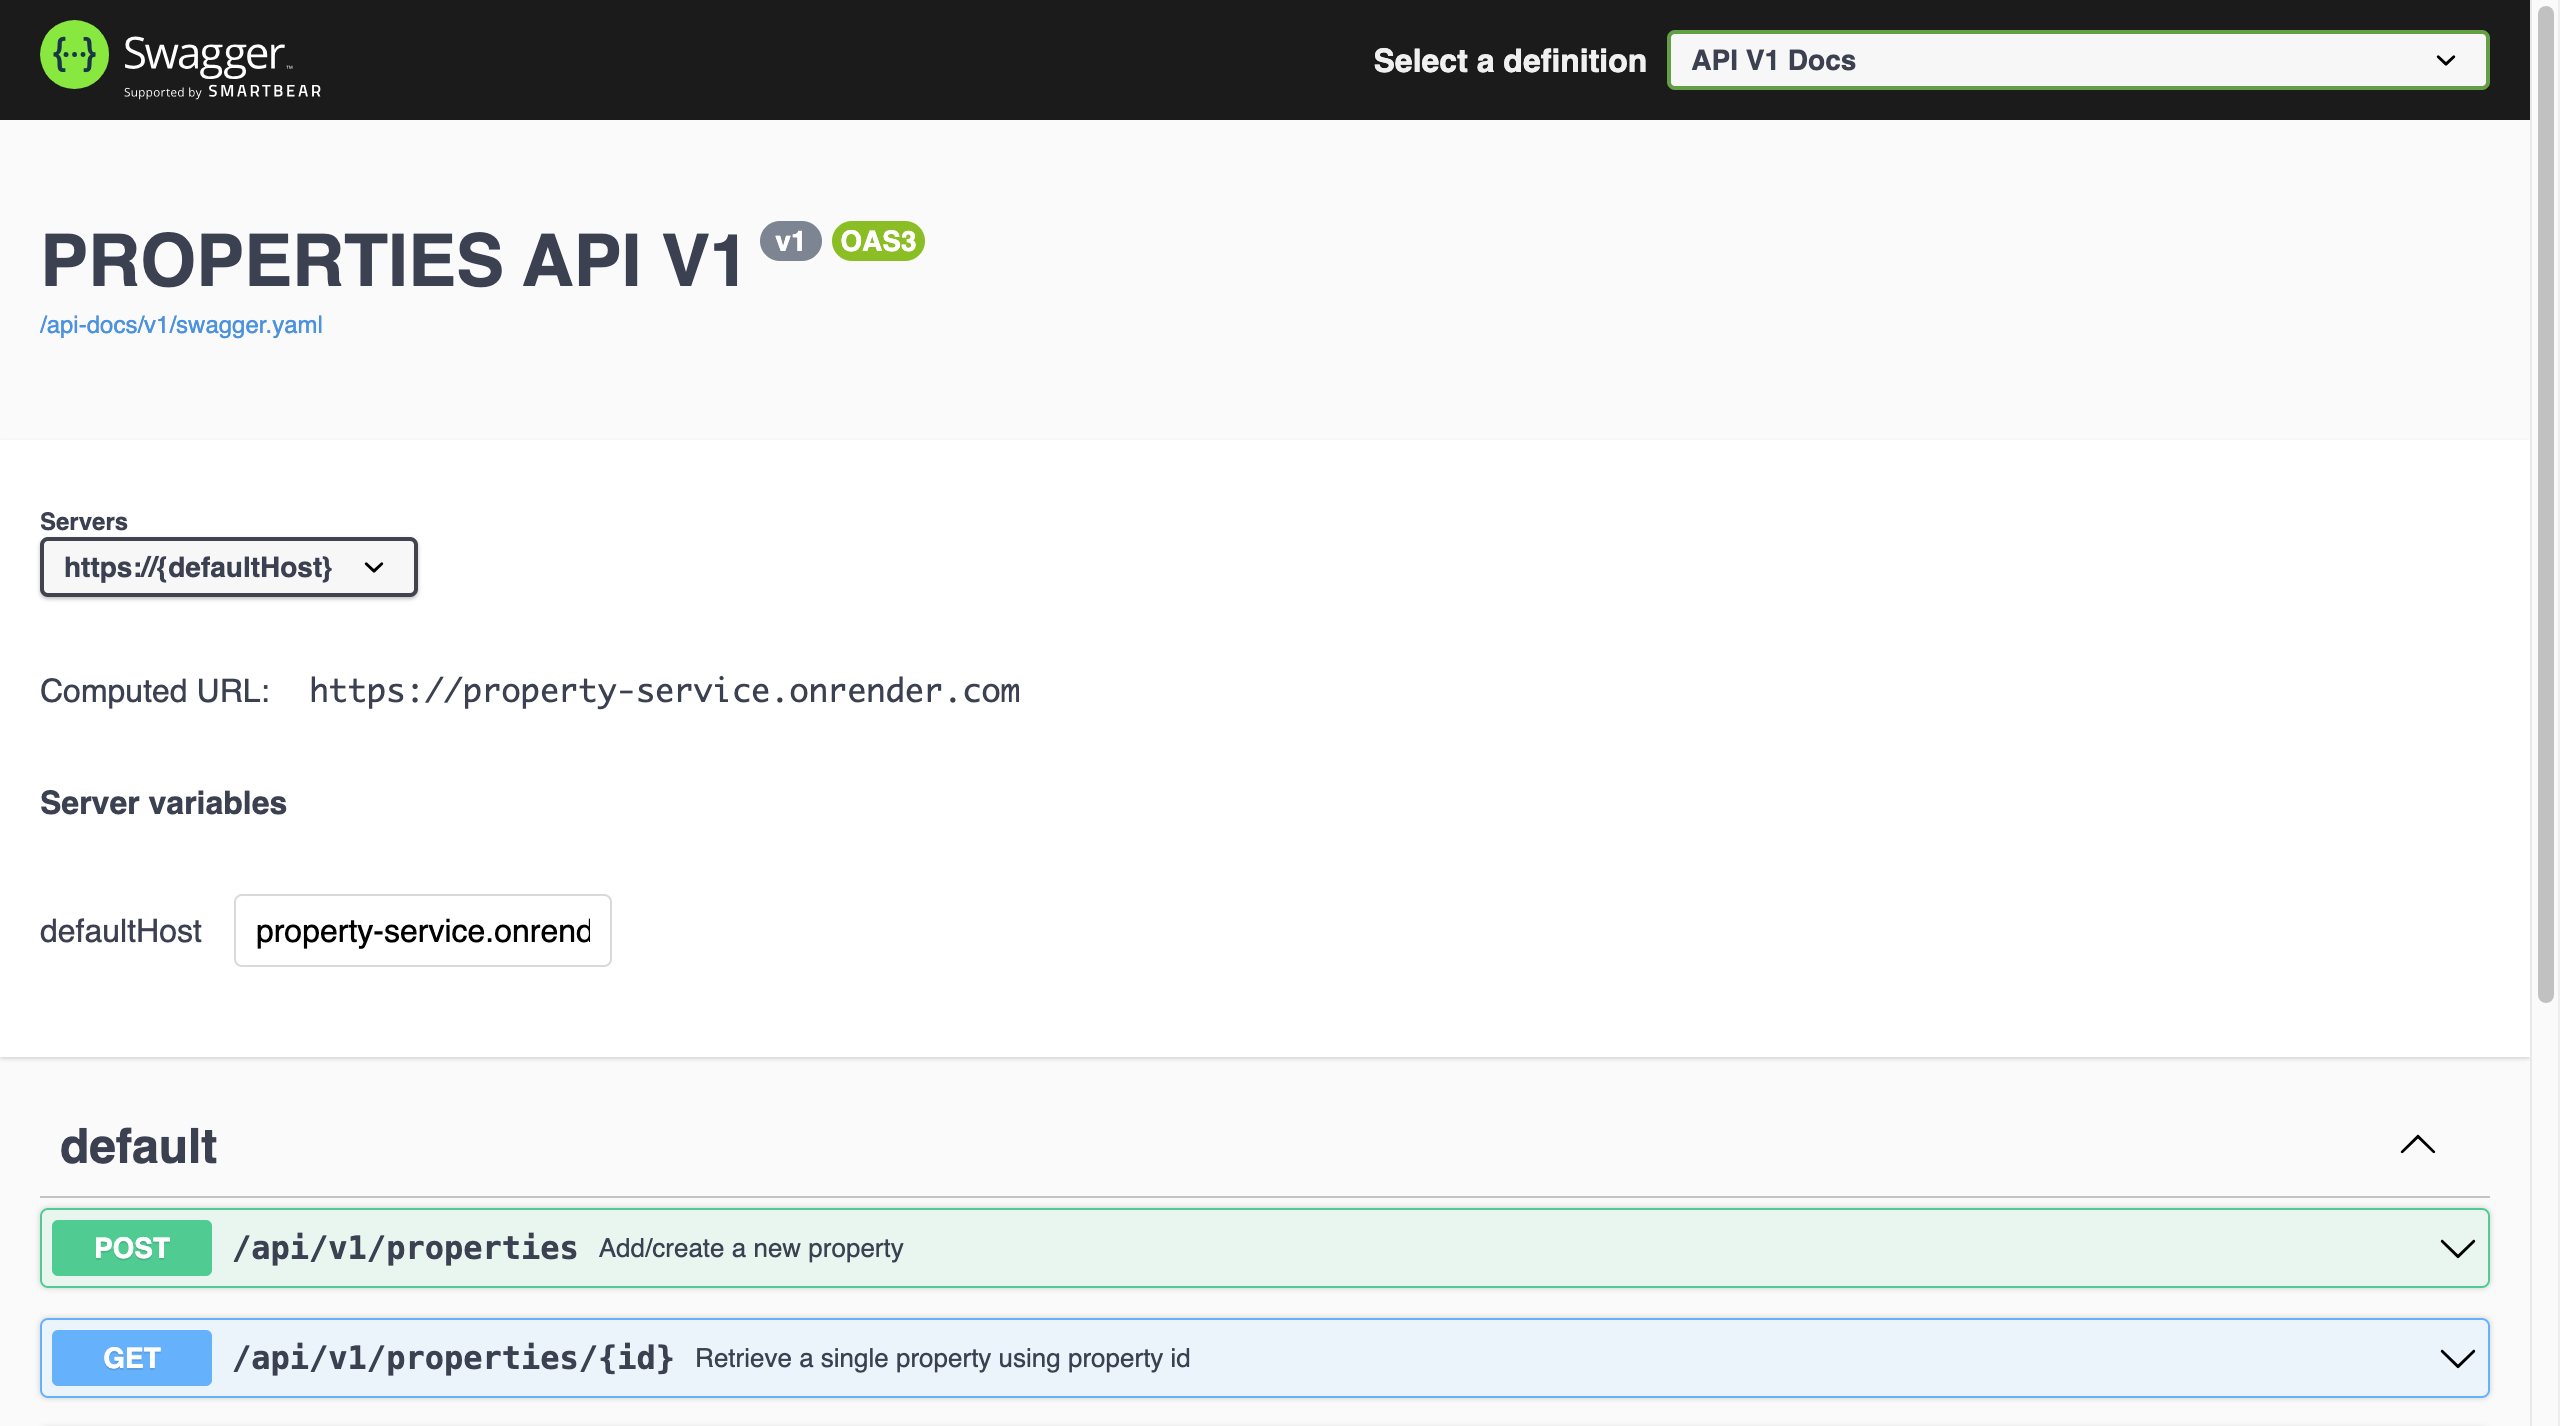 {···} Swagger™
Supported by SMARTBEAR
Select a definition
API V1 Docs
PROPERTIES API V1 v1 OAS3
/api-docs/v1/swagger.yaml
Servers
https://{defaultHost}
Computed URL: https://property-service.onrender.com
Server variables
defaultHost property-service.onrend
default
POST /api/v1/properties Add/create a new property
GET /api/v1/properties/{id} Retrieve a single property using property id